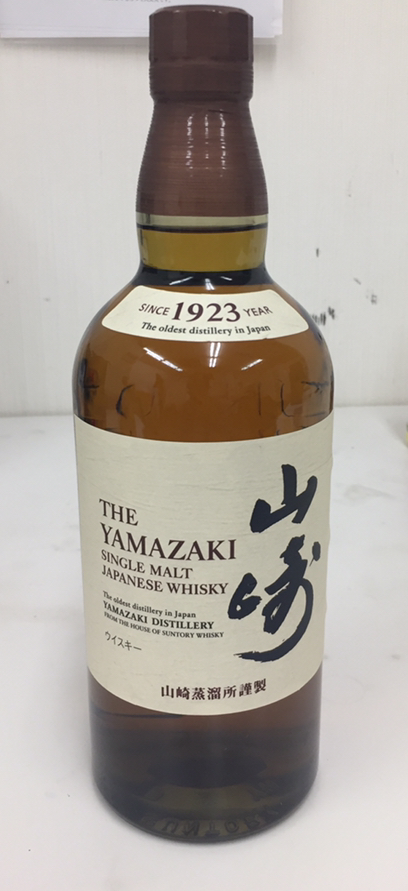 SINCE 1923 YEAR
The oldest distillery in Japan
THE
YAMAZAKI
SINGLE MALT
JAPANESE WHISKY
The oldest distillery in Japan
YAMAZAKI DISTILLERY
FROM THE HOUSE OF SUNTORY WHISKY
ウイスキー
山崎
山崎蒸溜所謹製